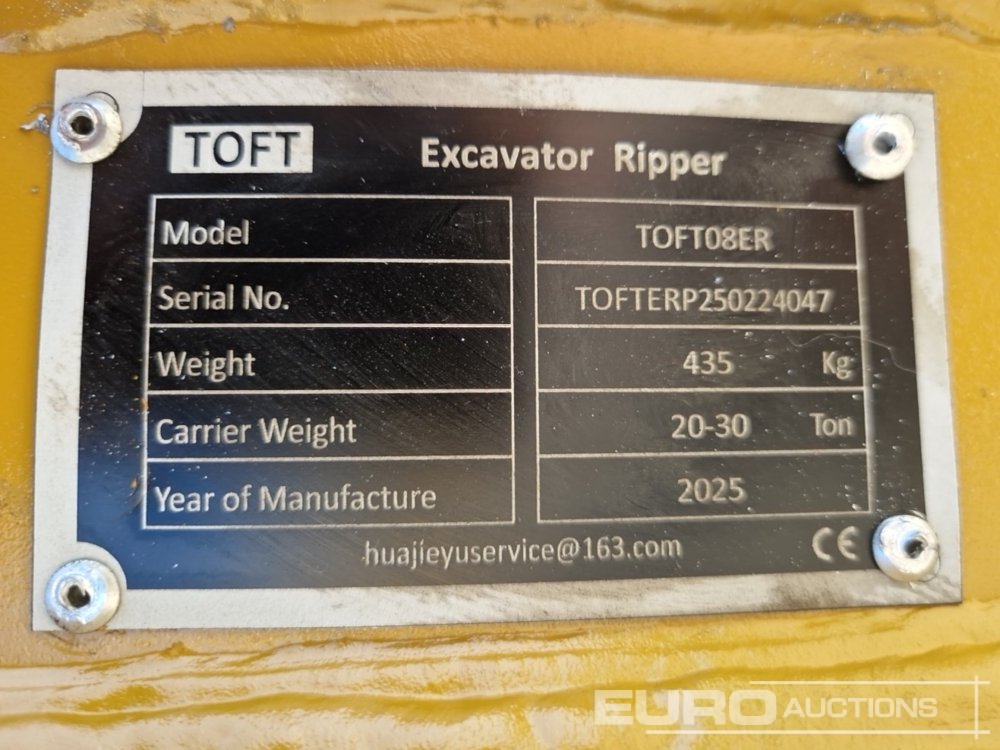 TOFT Excavator Ripper
Model TOFT08ER
Serial No. TOFTERP250224047
Weight 435 Kg
Carrier Weight 20-30 Ton
Year of Manufacture 2025
huajieyuservice@163.com CE
EURO AUCTIONS